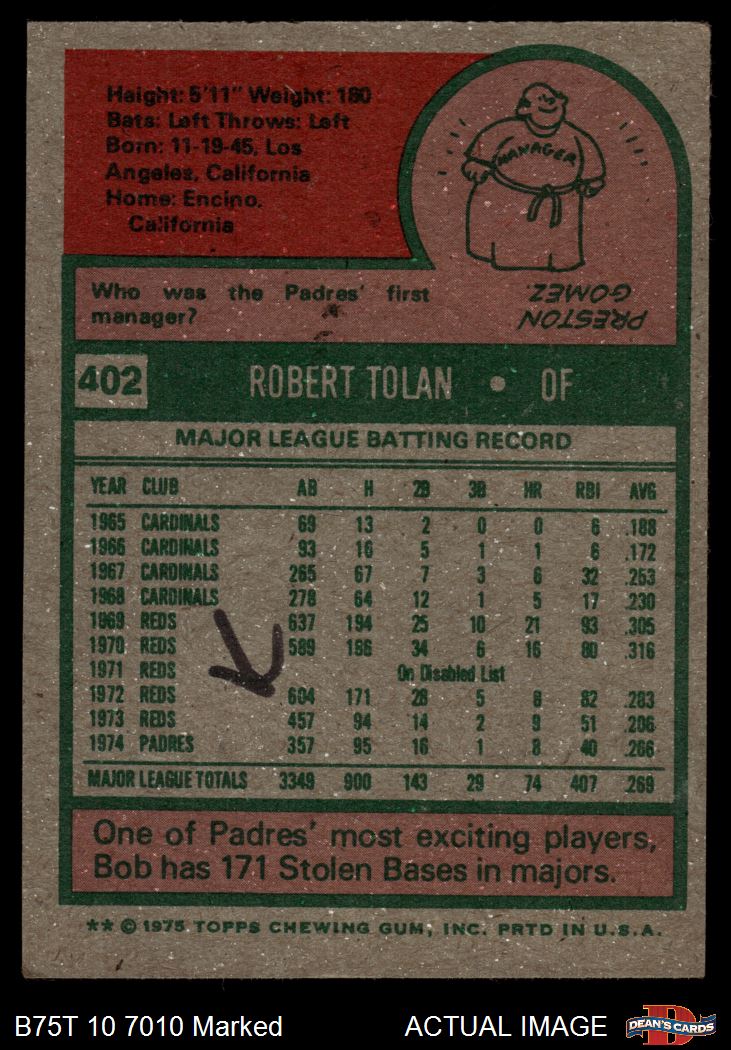 Height: 5'11" Weight: 180
Bats: Left Throws: Left
Born: 11-19-45, Los
Angeles, California
Home: Encino,
California
MANAGER
Who was the Padres' first
manager?
PRESTON
GOMEZ.
402 ROBERT TOLAN • OF
MAJOR LEAGUE BATTING RECORD
YEAR CLUB AB H 2B 3B HR RBI AVG
1965 CARDINALS 69 13 2 0 0 6 .188
1966 CARDINALS 93 16 5 1 1 6 .172
1967 CARDINALS 265 67 7 3 6 32 .253
1968 CARDINALS 278 64 12 1 5 17 .230
1969 REDS 637 194 25 10 21 93 .305
1970 REDS 589 186 34 6 16 80 .316
1971 REDS On Disabled List
1972 REDS 604 171 28 5 8 82 .283
1973 REDS 457 94 14 2 9 51 .206
1974 PADRES 357 95 16 1 8 40 .266
MAJOR LEAGUE TOTALS 3349 900 143 29 74 407 .269
One of Padres' most exciting players,
Bob has 171 Stolen Bases in majors.
** © 1975 TOPPS CHEWING GUM, INC. PRTD IN U.S.A.
B75T 10 7010 Marked ACTUAL IMAGE
DEAN'S CARDS